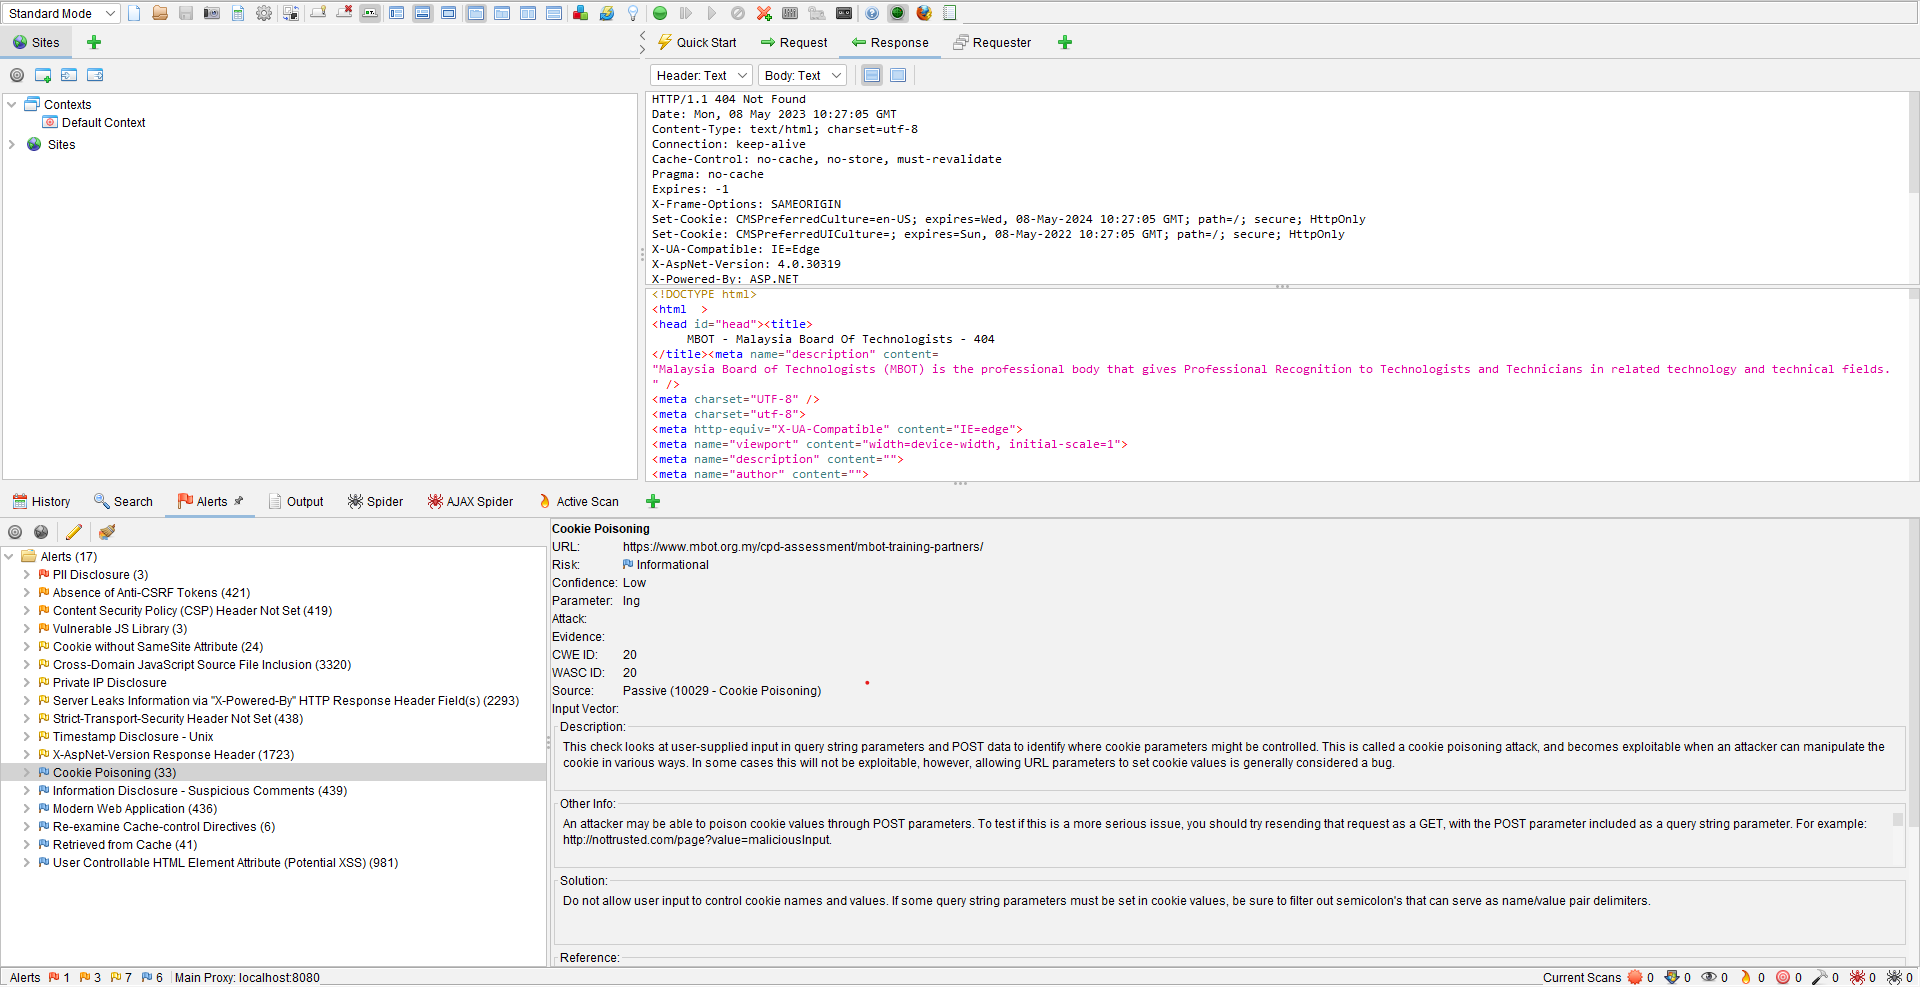 Standard Mode
Sites
Quick Start
Request
Response
Requester
Header: Text
Body: Text
Contexts
Default Context
Sites
HTTP/1.1 404 Not Found
Date: Mon, 08 May 2023 10:27:05 GMT
Content-Type: text/html; charset=utf-8
Connection: keep-alive
Cache-Control: no-cache, no-store, must-revalidate
Pragma: no-cache
Expires: -1
X-Frame-Options: SAMEORIGIN
Set-Cookie: CMSPreferredCulture=en-US; expires=Wed, 08-May-2024 10:27:05 GMT; path=/; secure; HttpOnly
Set-Cookie: CMSPreferredUICulture=; expires=Sun, 08-May-2022 10:27:05 GMT; path=/; secure; HttpOnly
X-UA-Compatible: IE=Edge
X-AspNet-Version: 4.0.30319
X-Powered-By: ASP.NET
<!DOCTYPE html>
<html  >
<head id="head"><title>
MBOT - Malaysia Board Of Technologists - 404
</title><meta name="description" content=
"Malaysia Board of Technologists (MBOT) is the professional body that gives Professional Recognition to Technologists and Technicians in related technology and technical fields.
" />
<meta charset="UTF-8" />
<meta charset="utf-8">
<meta http-equiv="X-UA-Compatible" content="IE=edge">
<meta name="viewport" content="width=device-width, initial-scale=1">
<meta name="description" content="">
<meta name="author" content="">
History
Search
Alerts
Output
Spider
AJAX Spider
Active Scan
Alerts (17)
PII Disclosure (3)
Absence of Anti-CSRF Tokens (421)
Content Security Policy (CSP) Header Not Set (419)
Vulnerable JS Library (3)
Cookie without SameSite Attribute (24)
Cross-Domain JavaScript Source File Inclusion (3320)
Private IP Disclosure
Server Leaks Information via "X-Powered-By" HTTP Response Header Field(s) (2293)
Strict-Transport-Security Header Not Set (438)
Timestamp Disclosure - Unix
X-AspNet-Version Response Header (1723)
Cookie Poisoning (33)
Information Disclosure - Suspicious Comments (439)
Modern Web Application (436)
Re-examine Cache-control Directives (6)
Retrieved from Cache (41)
User Controllable HTML Element Attribute (Potential XSS) (981)
Cookie Poisoning
URL: https://www.mbot.org.my/cpd-assessment/mbot-training-partners/
Risk: Informational
Confidence: Low
Parameter: lng
Attack:
Evidence:
CWE ID: 20
WASC ID: 20
Source: Passive (10029 - Cookie Poisoning)
Input Vector:
Description:
This check looks at user-supplied input in query string parameters and POST data to identify where cookie parameters might be controlled. This is called a cookie poisoning attack, and becomes exploitable when an attacker can manipulate the
cookie in various ways. In some cases this will not be exploitable, however, allowing URL parameters to set cookie values is generally considered a bug.
Other Info:
An attacker may be able to poison cookie values through POST parameters. To test if this is a more serious issue, you should try resending that request as a GET, with the POST parameter included as a query string parameter. For example:
http://nottrusted.com/page?value=maliciousInput.
Solution:
Do not allow user input to control cookie names and values. If some query string parameters must be set in cookie values, be sure to filter out semicolon's that can serve as name/value pair delimiters.
Reference:
Alerts 1 3 7 6 Main Proxy: localhost:8080
Current Scans 0 0 0 0 0 0 0 0